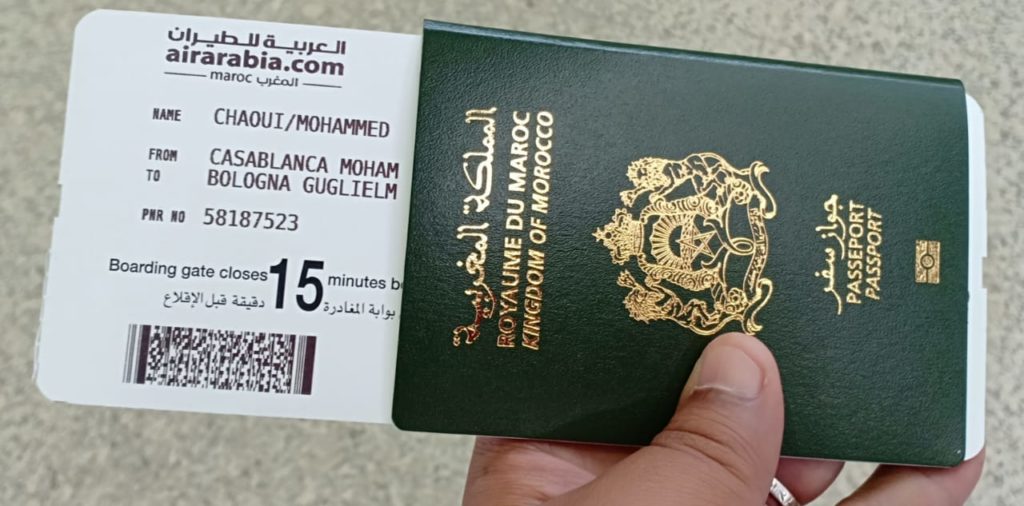 العربية للطيران
airarabia.com
maroc المغرب
NAME CHAOUI/MOHAMMED
FROM CASABLANCA MOHAM
TO BOLOGNA GUGLIELM
PNR NO 58187523
Boarding gate closes 15 minutes b
بوابة المغادرة 15 دقيقة قبل الإقلاع
المملكة المغربية
ROYAUME DU MAROC
KINGDOM OF MOROCCO
جواز سفر
PASSEPORT
PASSPORT